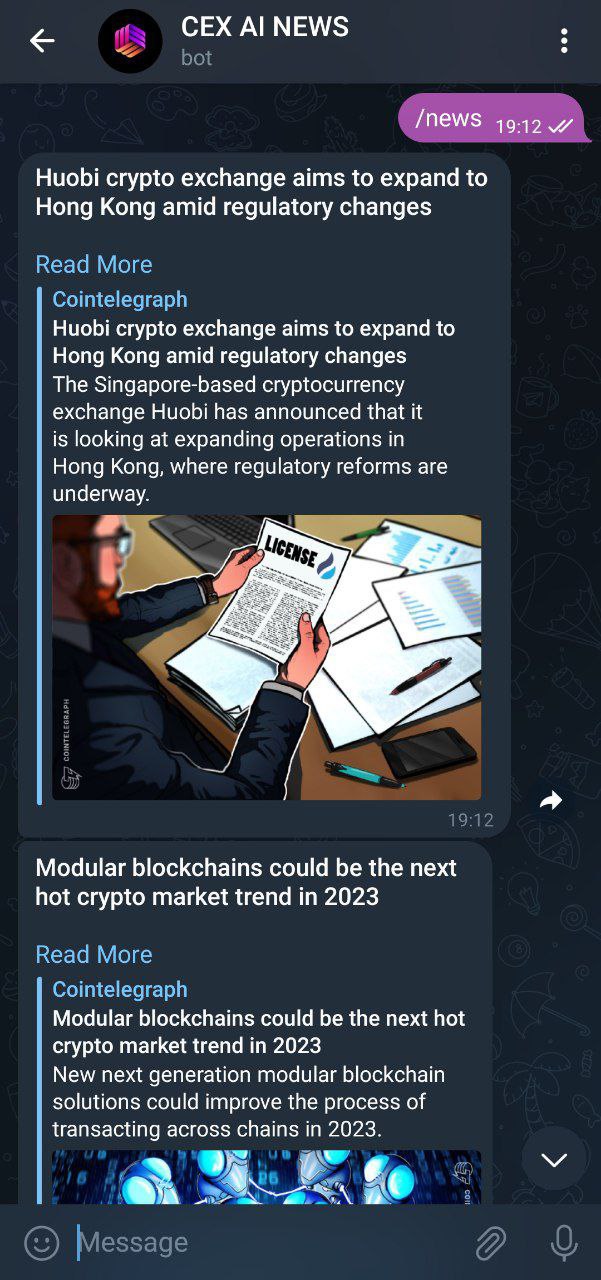 CEX AI NEWS
bot
/news 19:12
Huobi crypto exchange aims to expand to
Hong Kong amid regulatory changes
Read More
Cointelegraph
Huobi crypto exchange aims to expand to
Hong Kong amid regulatory changes
The Singapore-based cryptocurrency
exchange Huobi has announced that it
is looking at expanding operations in
Hong Kong, where regulatory reforms are
underway.
LICENSE
COINTELEGRAPH
19:12
Modular blockchains could be the next
hot crypto market trend in 2023
Read More
Cointelegraph
Modular blockchains could be the next hot
crypto market trend in 2023
New next generation modular blockchain
solutions could improve the process of
transacting across chains in 2023.
Message